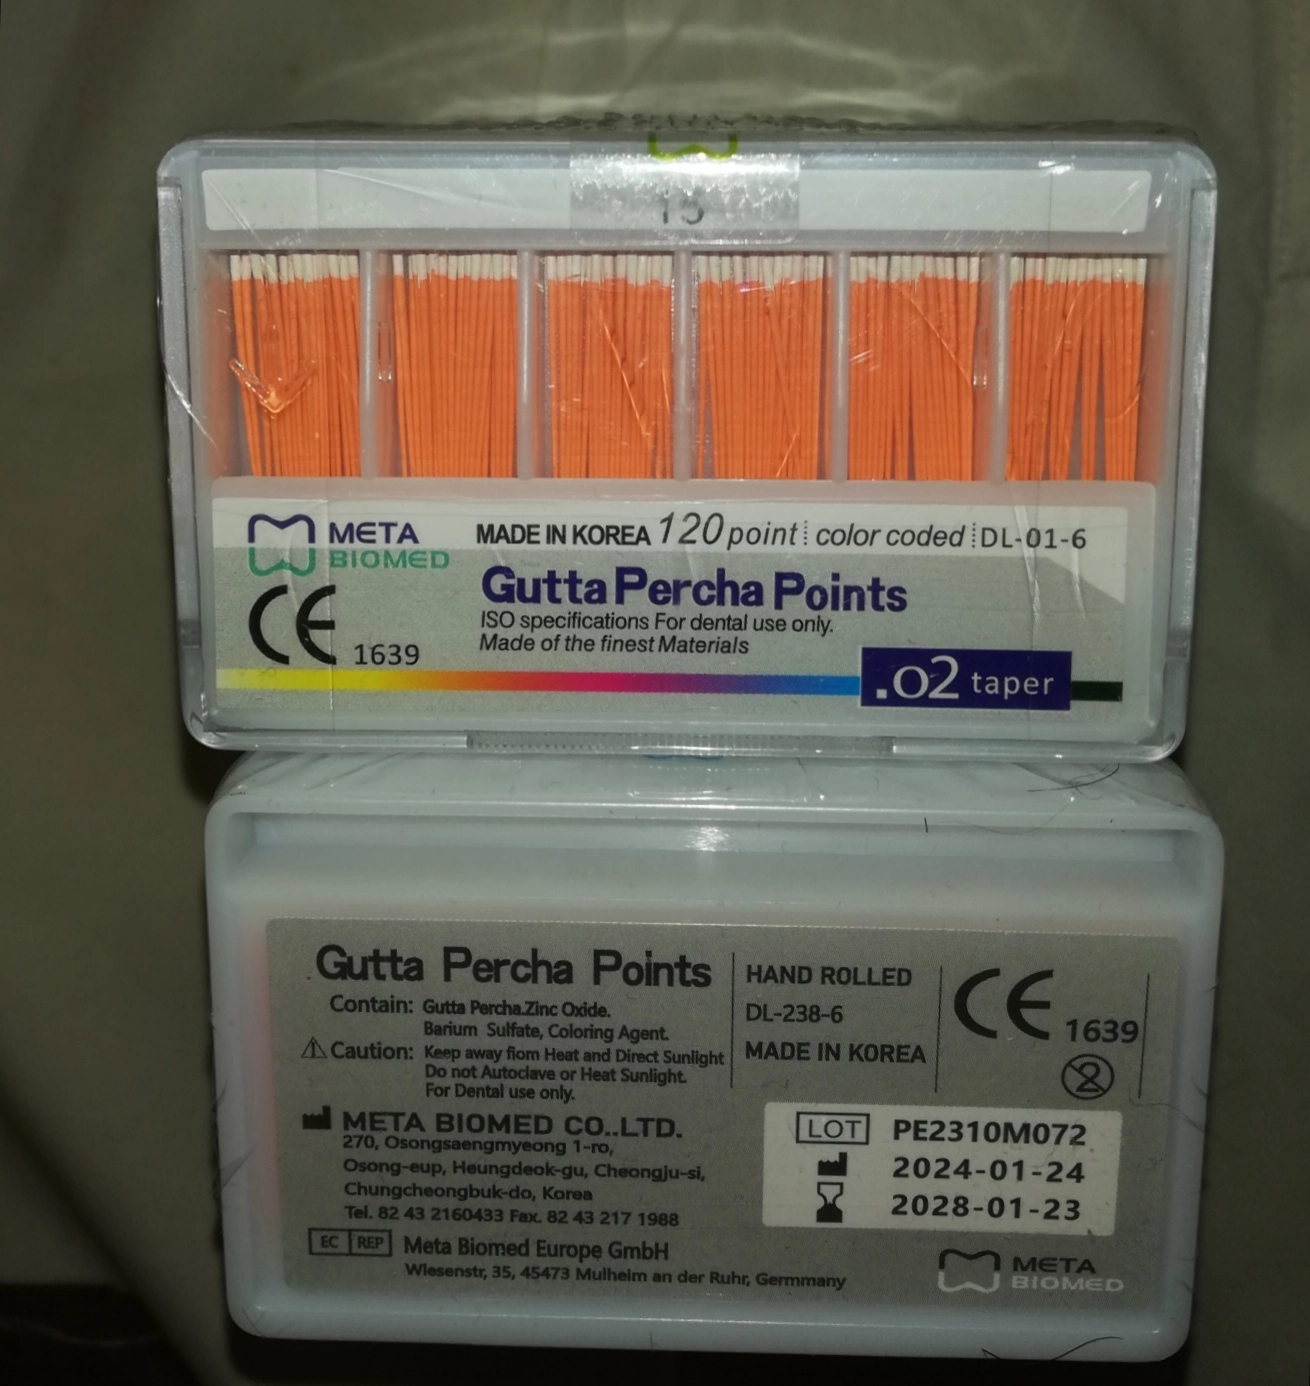 15
META
BIOMED
MADE IN KOREA 120 point color coded DL-01-6
Gutta Percha Points
ISO specifications For dental use only.
Made of the finest Materials
CE 1639
.02 taper
Gutta Percha Points
Contain: Gutta Percha.Zinc Oxide.
Barium Sulfate, Coloring Agent.
Caution: Keep away fiom Heat and Direct Sunlight
Do not Autoclave or Heat Sunlight.
For Dental use only.
HAND ROLLED
DL-238-6
MADE IN KOREA
CE 1639
2
META BIOMED CO..LTD.
270, Osongsaengmyeong 1-ro,
Osong-eup, Heungdeok-gu, Cheongju-si,
Chungcheongbuk-do, Korea
Tel. 82 43 2160433 Fax. 82 43 217 1988
EC REP Meta Biomed Europe GmbH
Wiesenstr, 35, 45473 Mulheim an der Ruhr, Germmany
LOT PE2310M072
2024-01-24
2028-01-23
META
BIOMED